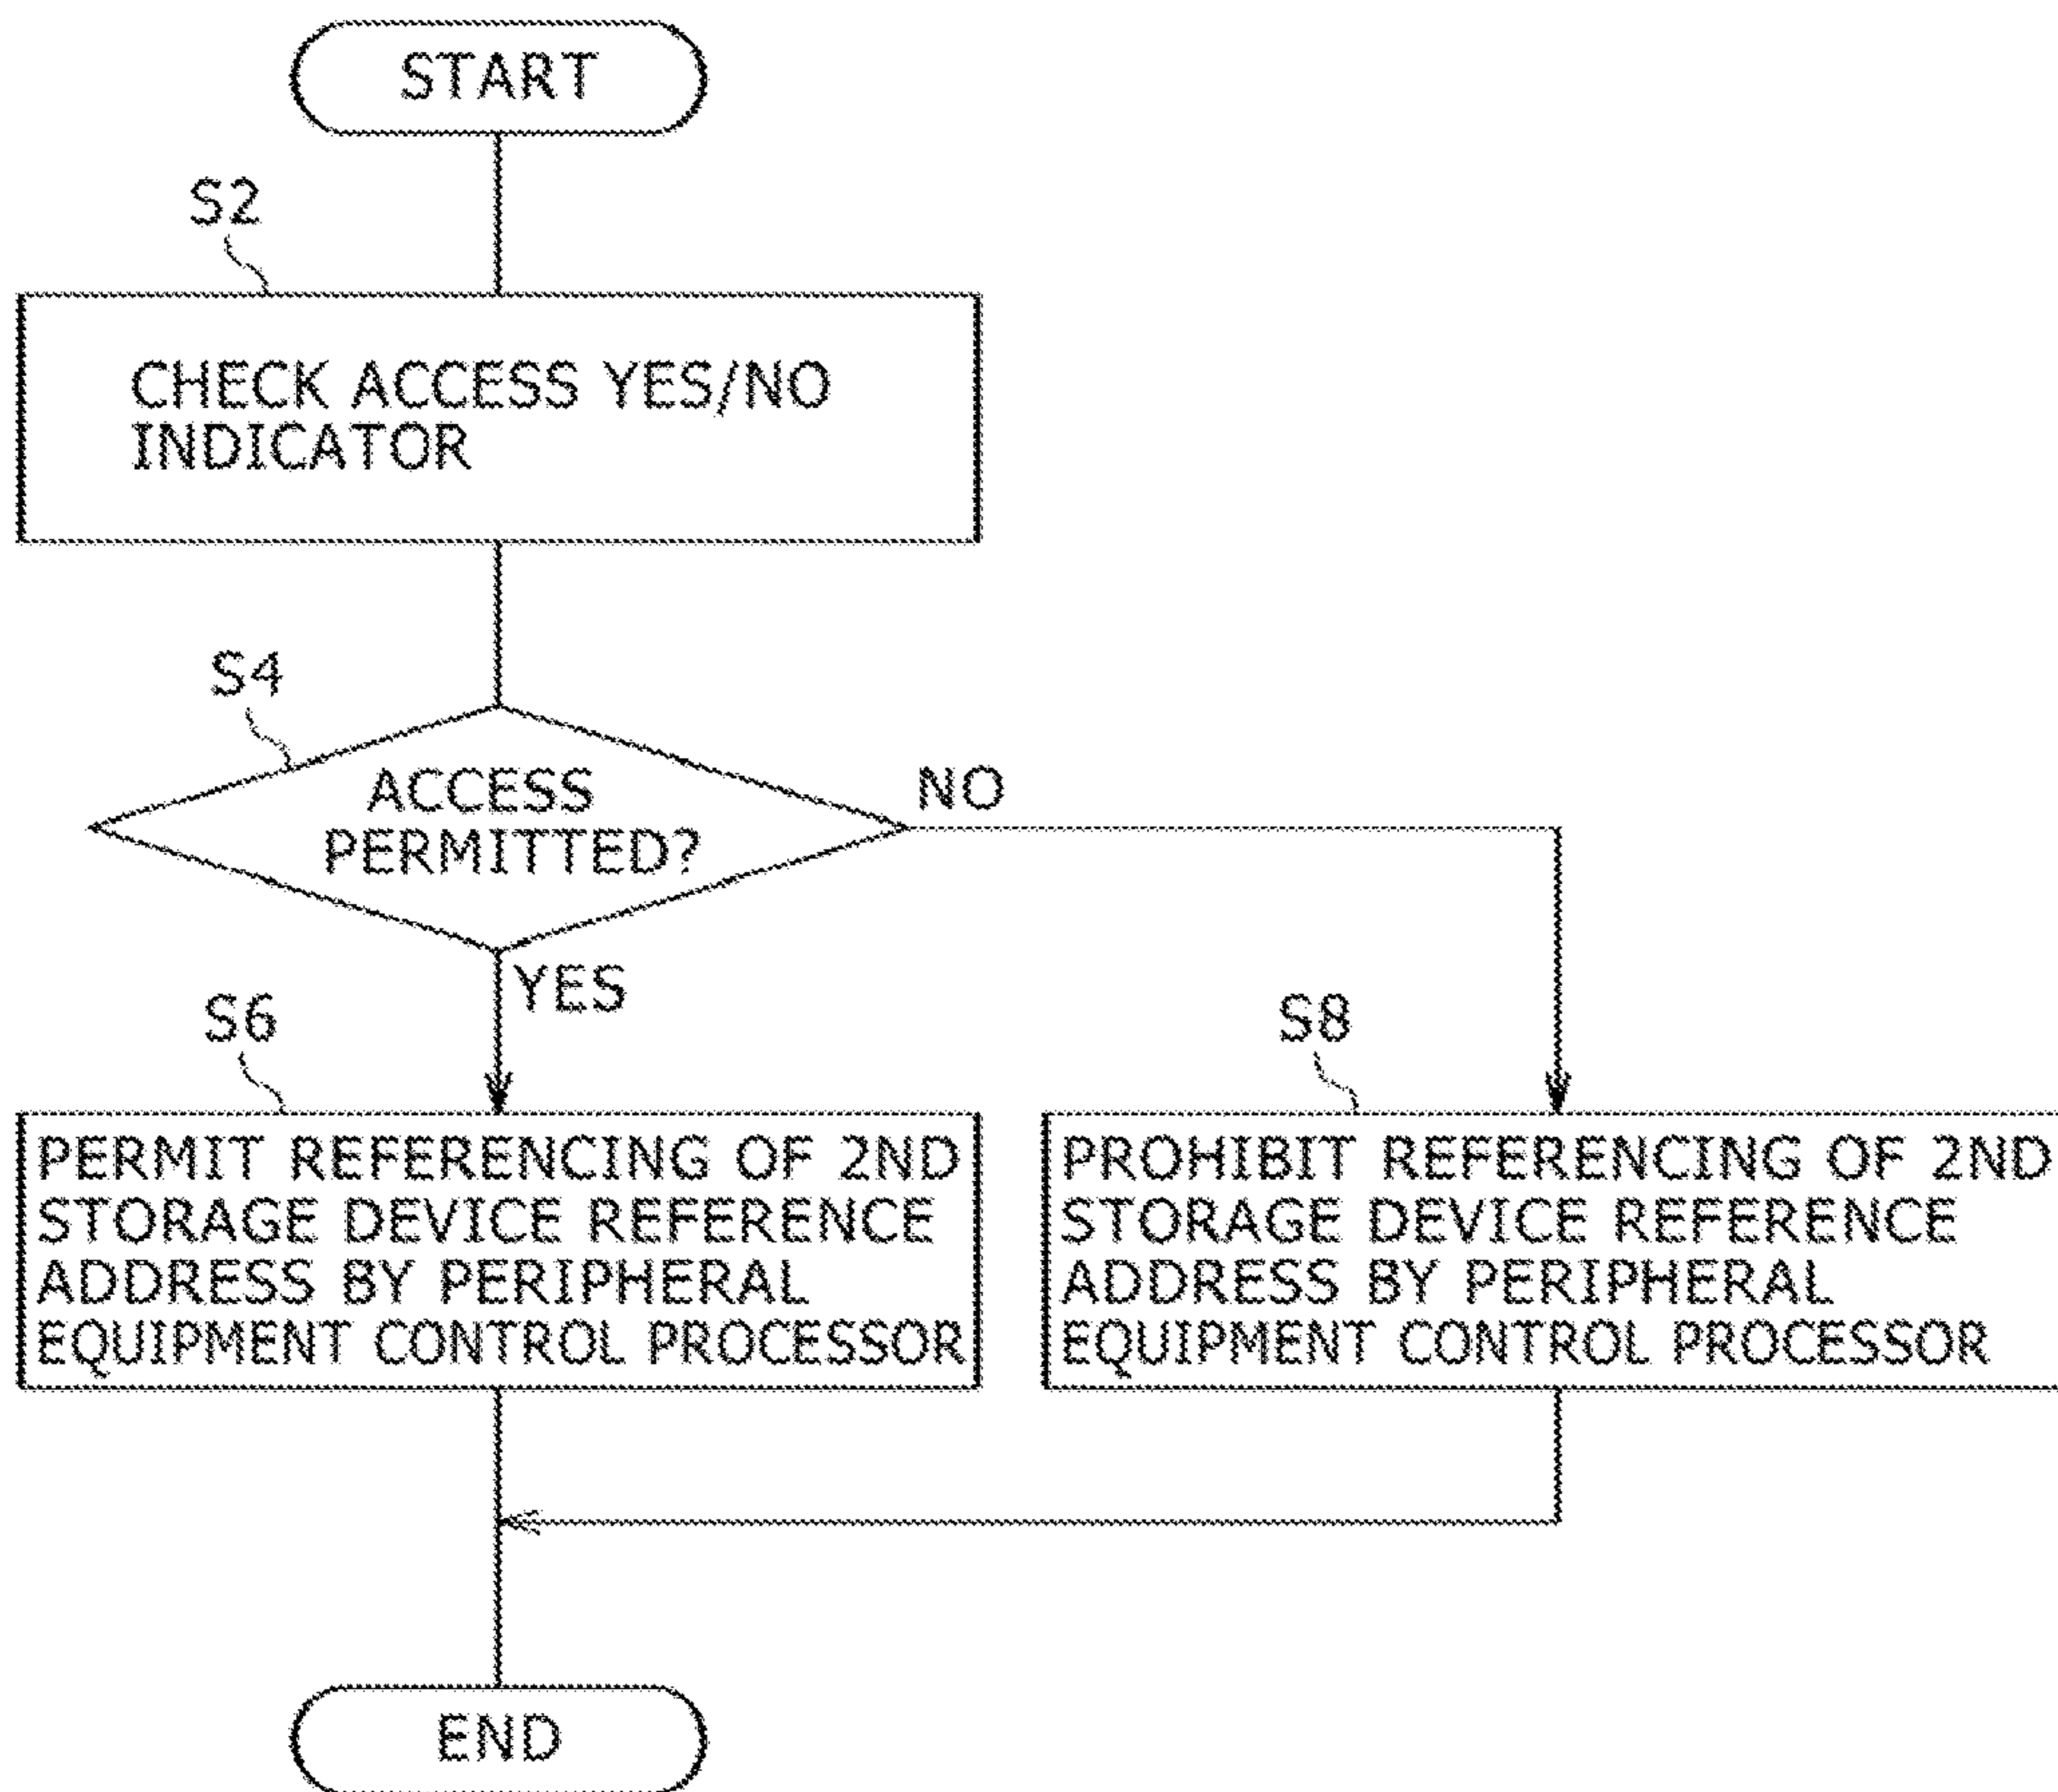 START
S2
CHECK ACCESS YES/NO
INDICATOR
S4
ACCESS
PERMITTED?
NO
YES
S6
PERMIT REFERENCING OF 2ND
STORAGE DEVICE REFERENCE
ADDRESS BY PERIPHERAL
EQUIPMENT CONTROL PROCESSOR
S8
PROHIBIT REFERENCING OF 2ND
STORAGE DEVICE REFERENCE
ADDRESS BY PERIPHERAL
EQUIPMENT CONTROL PROCESSOR
END